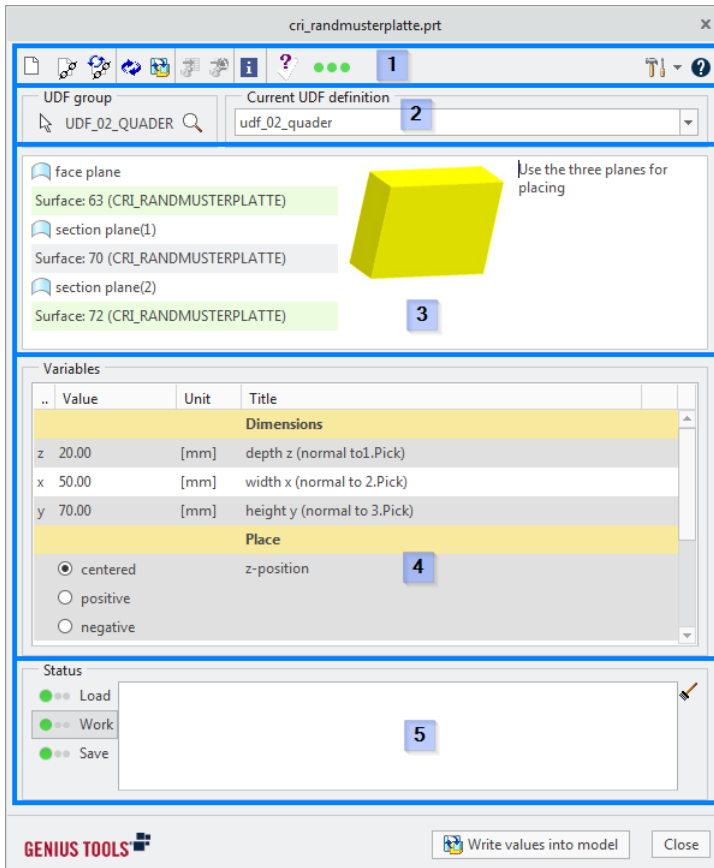 cri_randmusterplatte.prt
x
1
UDF group
UDF_02_QUADER
Current UDF definition
udf_02_quader
2
face plane
Surface: 63 (CRI_RANDMUSTERPLATTE)
section plane(1)
Surface: 70 (CRI_RANDMUSTERPLATTE)
section plane(2)
Surface: 72 (CRI_RANDMUSTERPLATTE)
Use the three planes for
placing
3
Variables
.. Value Unit Title
Dimensions
z 20.00 [mm] depth z (normal to1.Pick)
x 50.00 [mm] width x (normal to 2.Pick)
y 70.00 [mm] height y (normal to 3.Pick)
Place
centered z-position
positive
negative
4
Status
Load
Work
Save
5
GENIUS TOOLS
Write values into model
Close